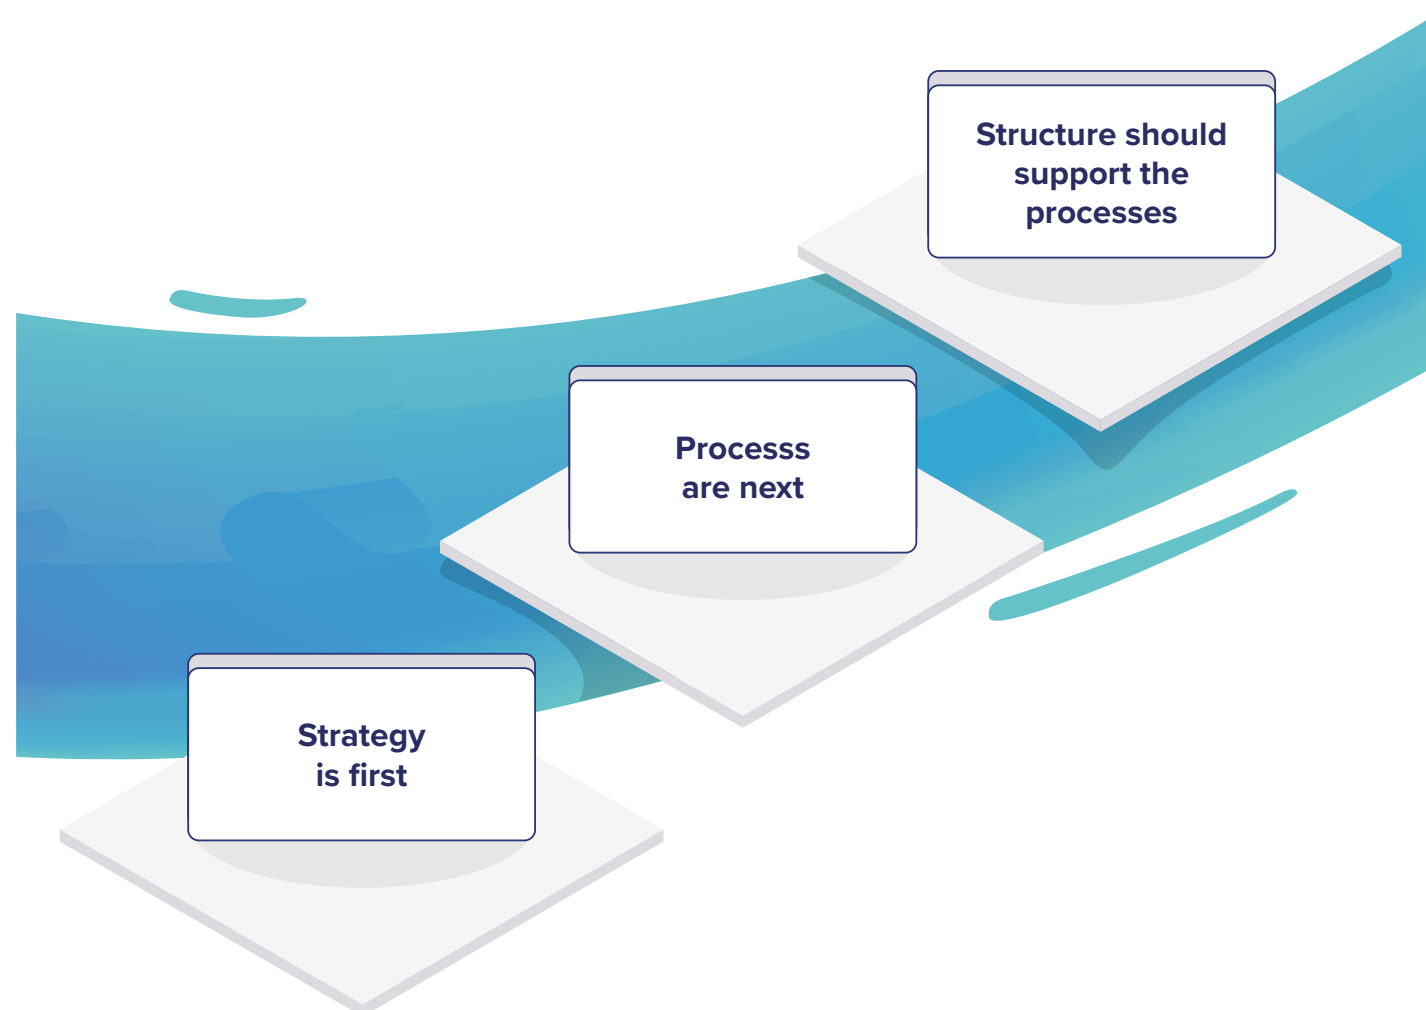 Structure should
support the
processes
Processs
are next
Strategy
is first